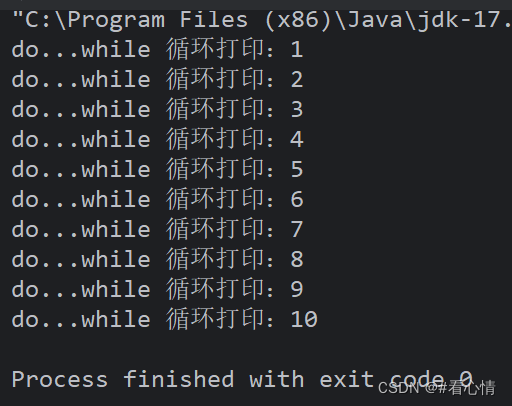 "C:\Program Files (x86)\Java\jdk-17.
do...while 循环打印：1
do...while 循环打印：2
do...while 循环打印：3
do...while 循环打印：4
do...while 循环打印：5
do...while 循环打印：6
do...while 循环打印：7
do...while 循环打印：8
do...while 循环打印：9
do...while 循环打印：10
Process finished with exit code 0
CSDN @#看心情